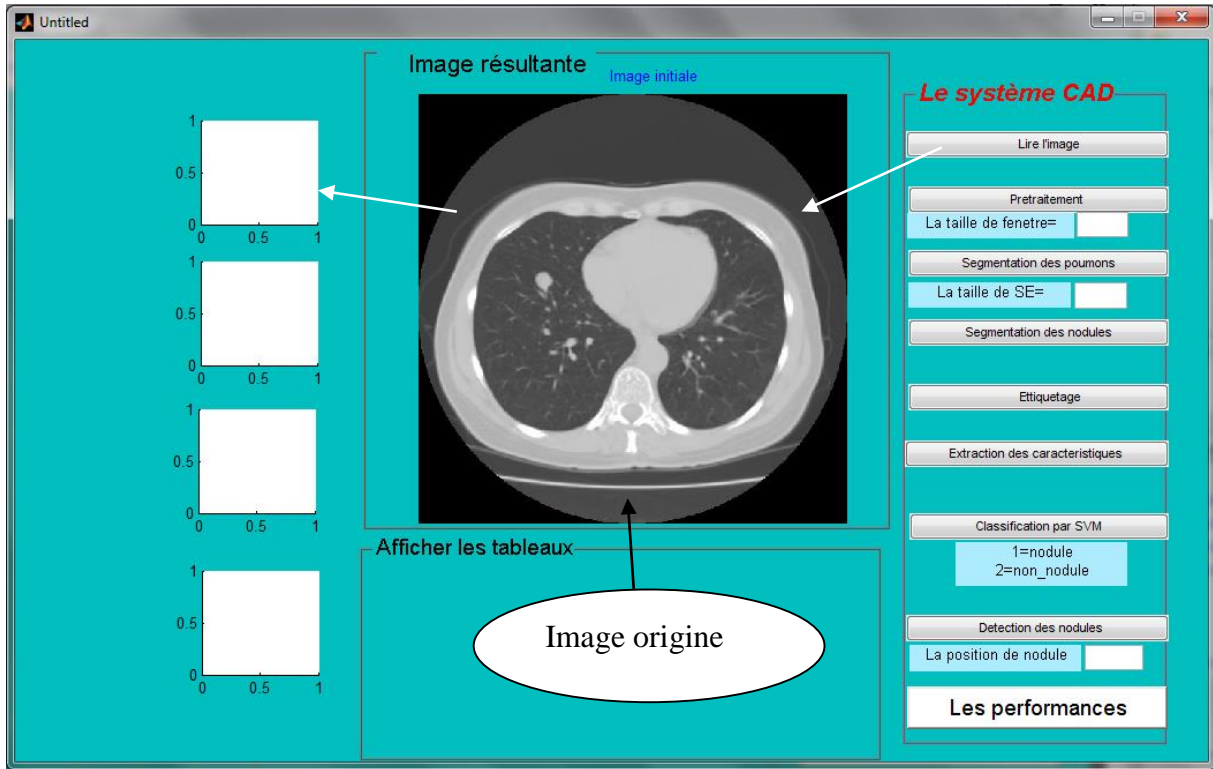 Untitled
Image résultante
Image initiale
1
0.5
0
0
0.5
1
1
0.5
0
0
0.5
1
1
0.5
0
0
0.5
1
1
0.5
0
0
0.5
1
Afficher les tableaux
Image origine
Le système CAD
Lire l'image
Pretraitement
La taille de fenetre=
Segmentation des poumons
La taille de SE=
Segmentation des nodules
Ettiquetage
Extraction des caracteristiques
Classification par SVM
1=nodule
2=non_nodule
Detection des nodules
La position de nodule
Les performances